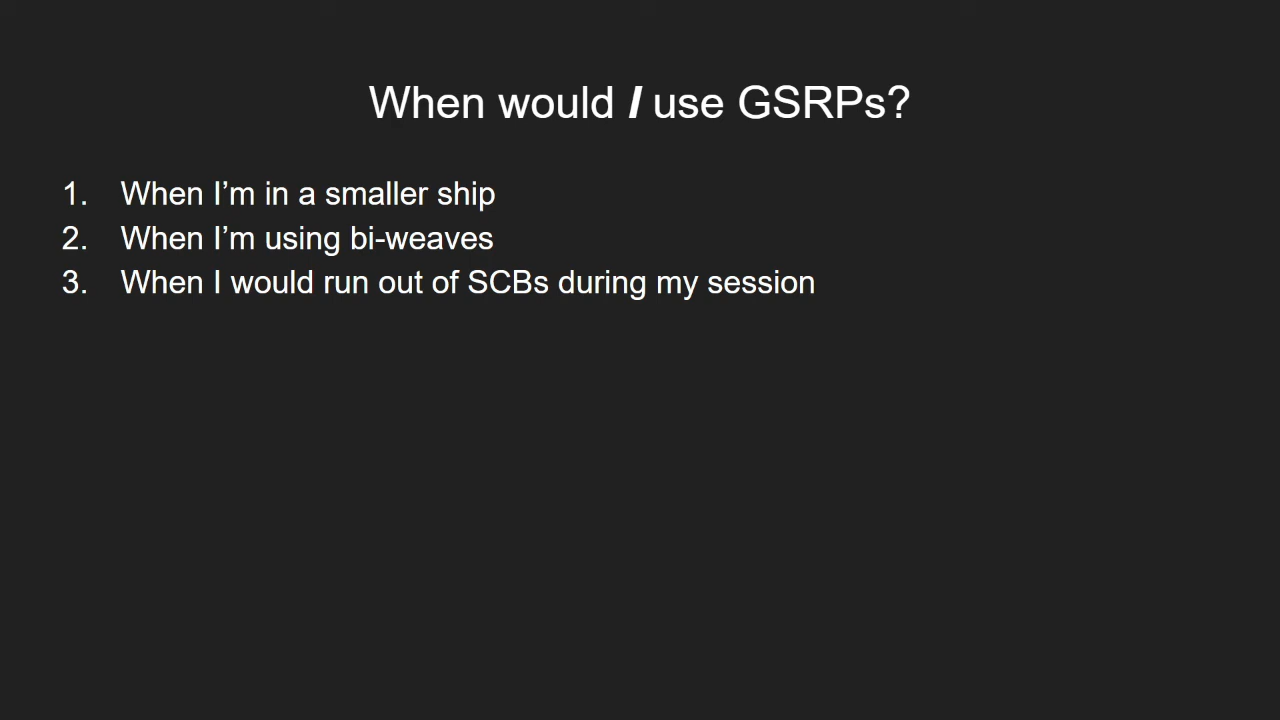 When would I use GSRPs?
1. When I’m in a smaller ship
2. When I’m using bi-weaves
3. When I would run out of SCBs during my session